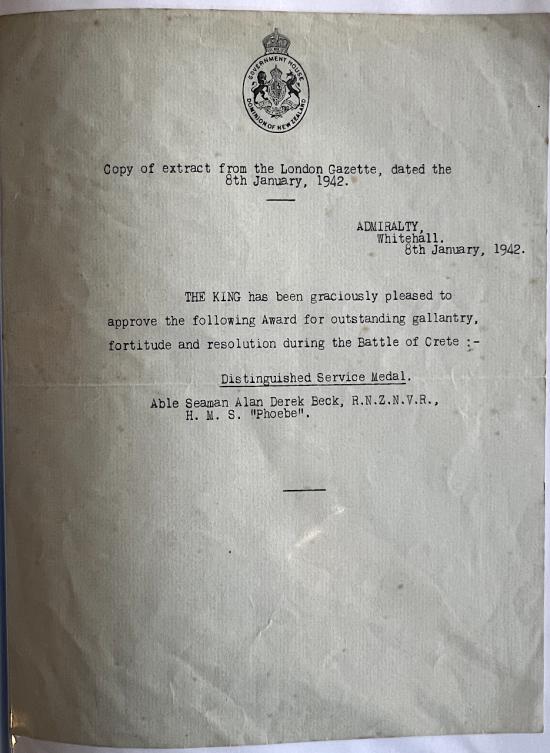 GOVERNMENT HOUSE
DOMINION OF NEW ZEALAND
Copy of extract from the London Gazette, dated the
8th January, 1942.
ADMIRALTY,
Whitehall.
8th January, 1942.
THE KING has been graciously pleased to
approve the following Award for outstanding gallantry,
fortitude and resolution during the Battle of Crete :-
Distinguished Service Medal.
Able Seaman Alan Derek Beck, R.N.Z.N.V.R.,
H. M. S. "Phoebe".